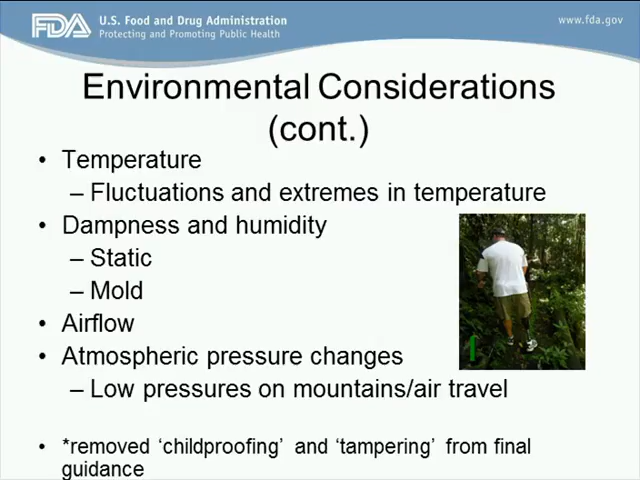 FDA U.S. Food and Drug Administration www.fda.gov
Protecting and Promoting Public Health
Environmental Considerations
(cont.)
• Temperature
– Fluctuations and extremes in temperature
• Dampness and humidity
– Static
– Mold
• Airflow
• Atmospheric pressure changes
– Low pressures on mountains/air travel
• *removed ‘childproofing’ and ‘tampering’ from final
guidance